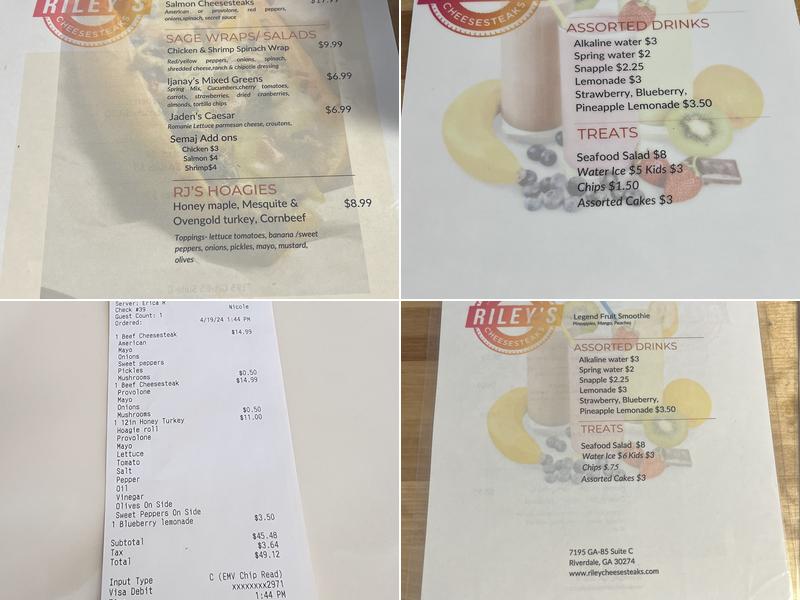 Salmon Cheesesteaks
American or provolone, red peppers,
onions,spinach, secret sauce
CHEESESTEAKS
SAGE WRAPS/ SALADS
Chicken & Shrimp Spinach Wrap $9.99
Red/yellow peppers, onions, spinach,
shredded cheese,ranch & chipotle dressing
Ijanay's Mixed Greens $6.99
Spring Mix, Cucumbers,cherry tomatoes,
carrots, strawberries, dried cranberries,
almonds, tortilla chips
Jaden's Caesar $6.99
Romanie Lettuce parmesan cheese, croutons,
Semaj Add ons
Chicken $3
Salmon $4
Shrimp$4
RJ'S HOAGIES
Honey maple, Mesquite & $8.99
Ovengold turkey, Cornbeef
Toppings- lettuce tomatoes, banana /sweet
peppers, onions, pickles, mayo, mustard,
olives
CHEESESTEAKS
ASSORTED DRINKS
Alkaline water $3
Spring water $2
Snapple $2.25
Lemonade $3
Strawberry, Blueberry,
Pineapple Lemonade $3.50
TREATS
Seafood Salad $8
Water Ice $5 Kids $3
Chips $1.50
Assorted Cakes $3
Server: Erica R
Check #39 Nicole
Guest Count: 1
Ordered: 4/19/24 1:44 PM
1 Beef Cheesesteak $14.99
American
Mayo
Onions
Sweet peppers
Pickles
Mushrooms $0.50
1 Beef Cheesesteak $14.99
Provolone
Mayo
Onions
Mushrooms $0.50
1 12in Honey Turkey $11.00
Hoagie roll
Provolone
Mayo
Lettuce
Tomato
Salt
Pepper
Oil
Vinegar
Olives On Side
Sweet Peppers On Side
1 Blueberry lemonade $3.50
Subtotal $45.48
Tax $3.64
Total $49.12
Input Type C (EMV Chip Read)
Visa Debit xxxxxxxx2971
1:44 PM
RILEY'S
CHEESESTEAKS
Legend Fruit Smoothie
Pineapples, Mango, Peaches
ASSORTED DRINKS
Alkaline water $3
Spring water $2
Snapple $2.25
Lemonade $3
Strawberry, Blueberry,
Pineapple Lemonade $3.50
TREATS
Seafood Salad $8
Water Ice $6 Kids $3
Chips $.75
Assorted Cakes $3
7195 GA-85 Suite C
Riverdale, GA 30274
www.rileycheesesteaks.com